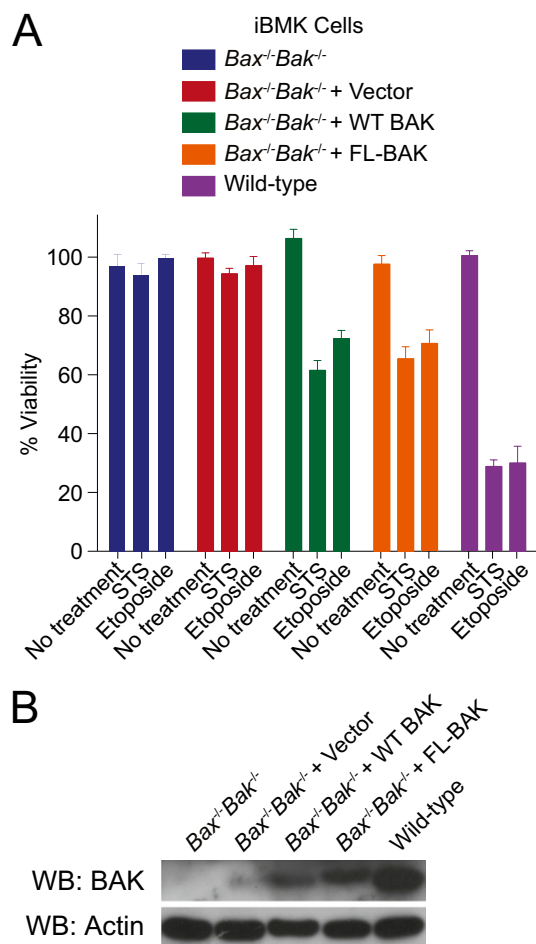 A
iBMK Cells
Bax-/-Bak-/-
Bax-/-Bak-/- + Vector
Bax-/-Bak-/- + WT BAK
Bax-/-Bak-/- + FL-BAK
Wild-type
% Viability
100
80
60
40
20
0
No treatment
STS
Etoposide
No treatment
STS
Etoposide
No treatment
STS
Etoposide
No treatment
STS
Etoposide
No treatment
STS
Etoposide
B
Bax-/-Bak-/-
Bax-/-Bak-/- + Vector
Bax-/-Bak-/- + WT BAK
Bax-/-Bak-/- + FL-BAK
Wild-type
WB: BAK
WB: Actin